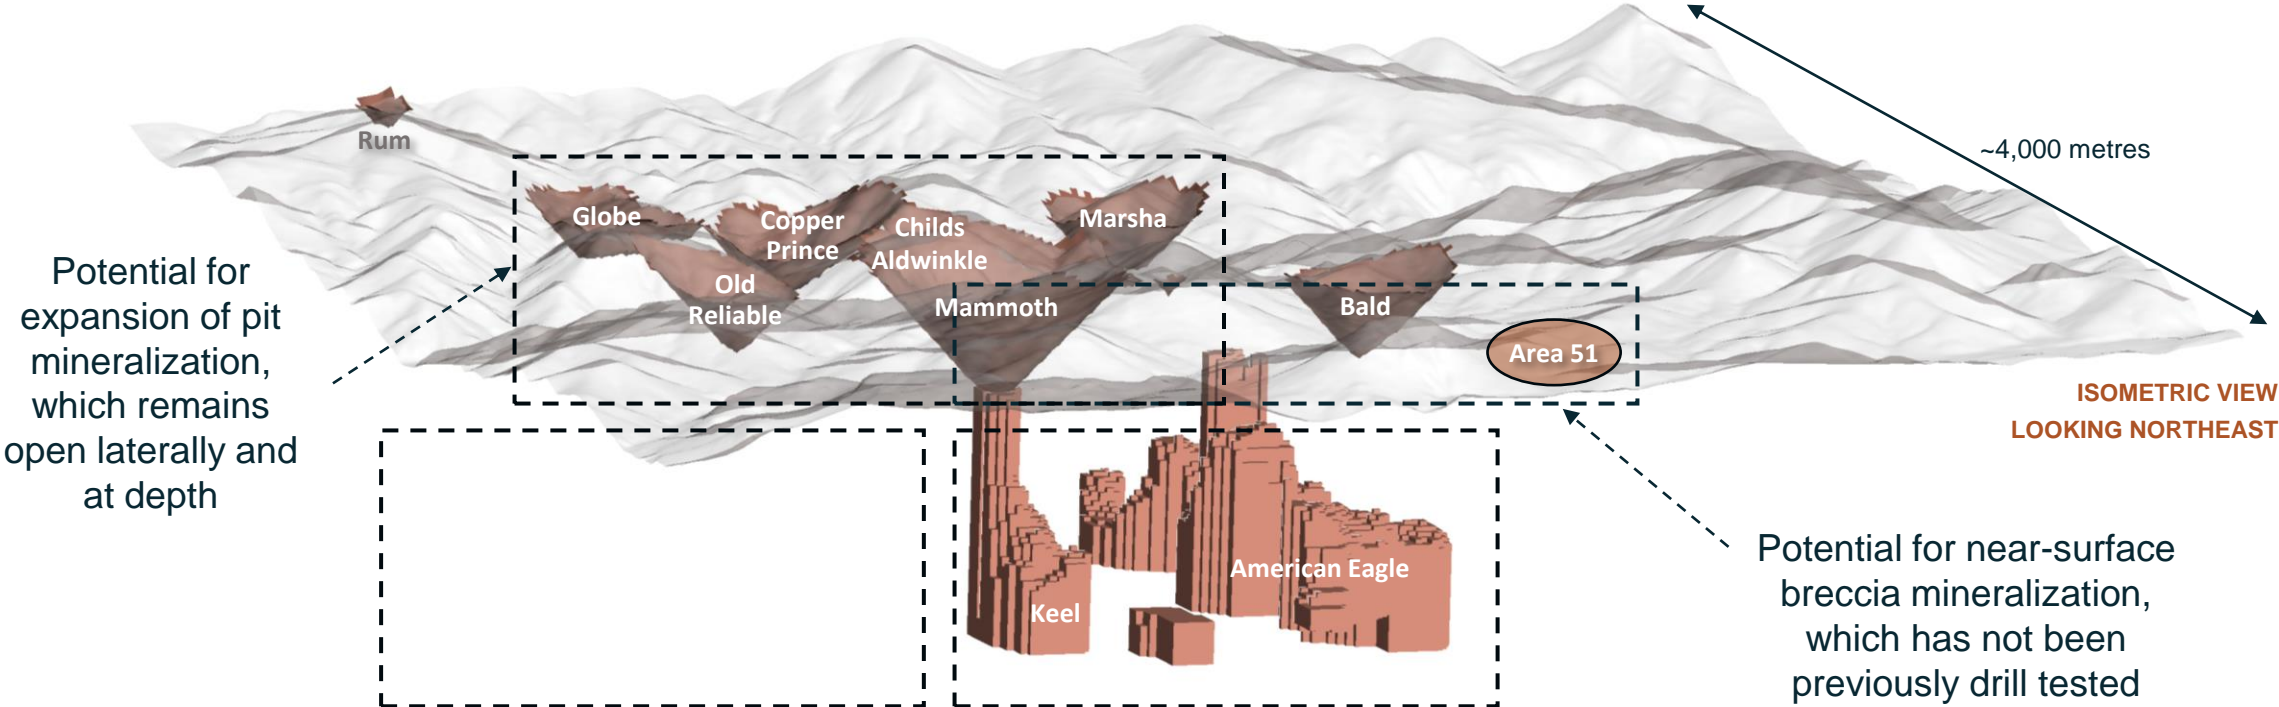 ~4,000 metres
Rum
Globe
Copper
Prince
Childs
Aldwinkle
Marsha
Old
Reliable
Mammoth
Bald
Area 51
Potential for
expansion of pit
mineralization,
which remains
open laterally and
at depth
ISOMETRIC VIEW
LOOKING NORTHEAST
American Eagle
Keel
Potential for near-surface
breccia mineralization,
which has not been
previously drill tested